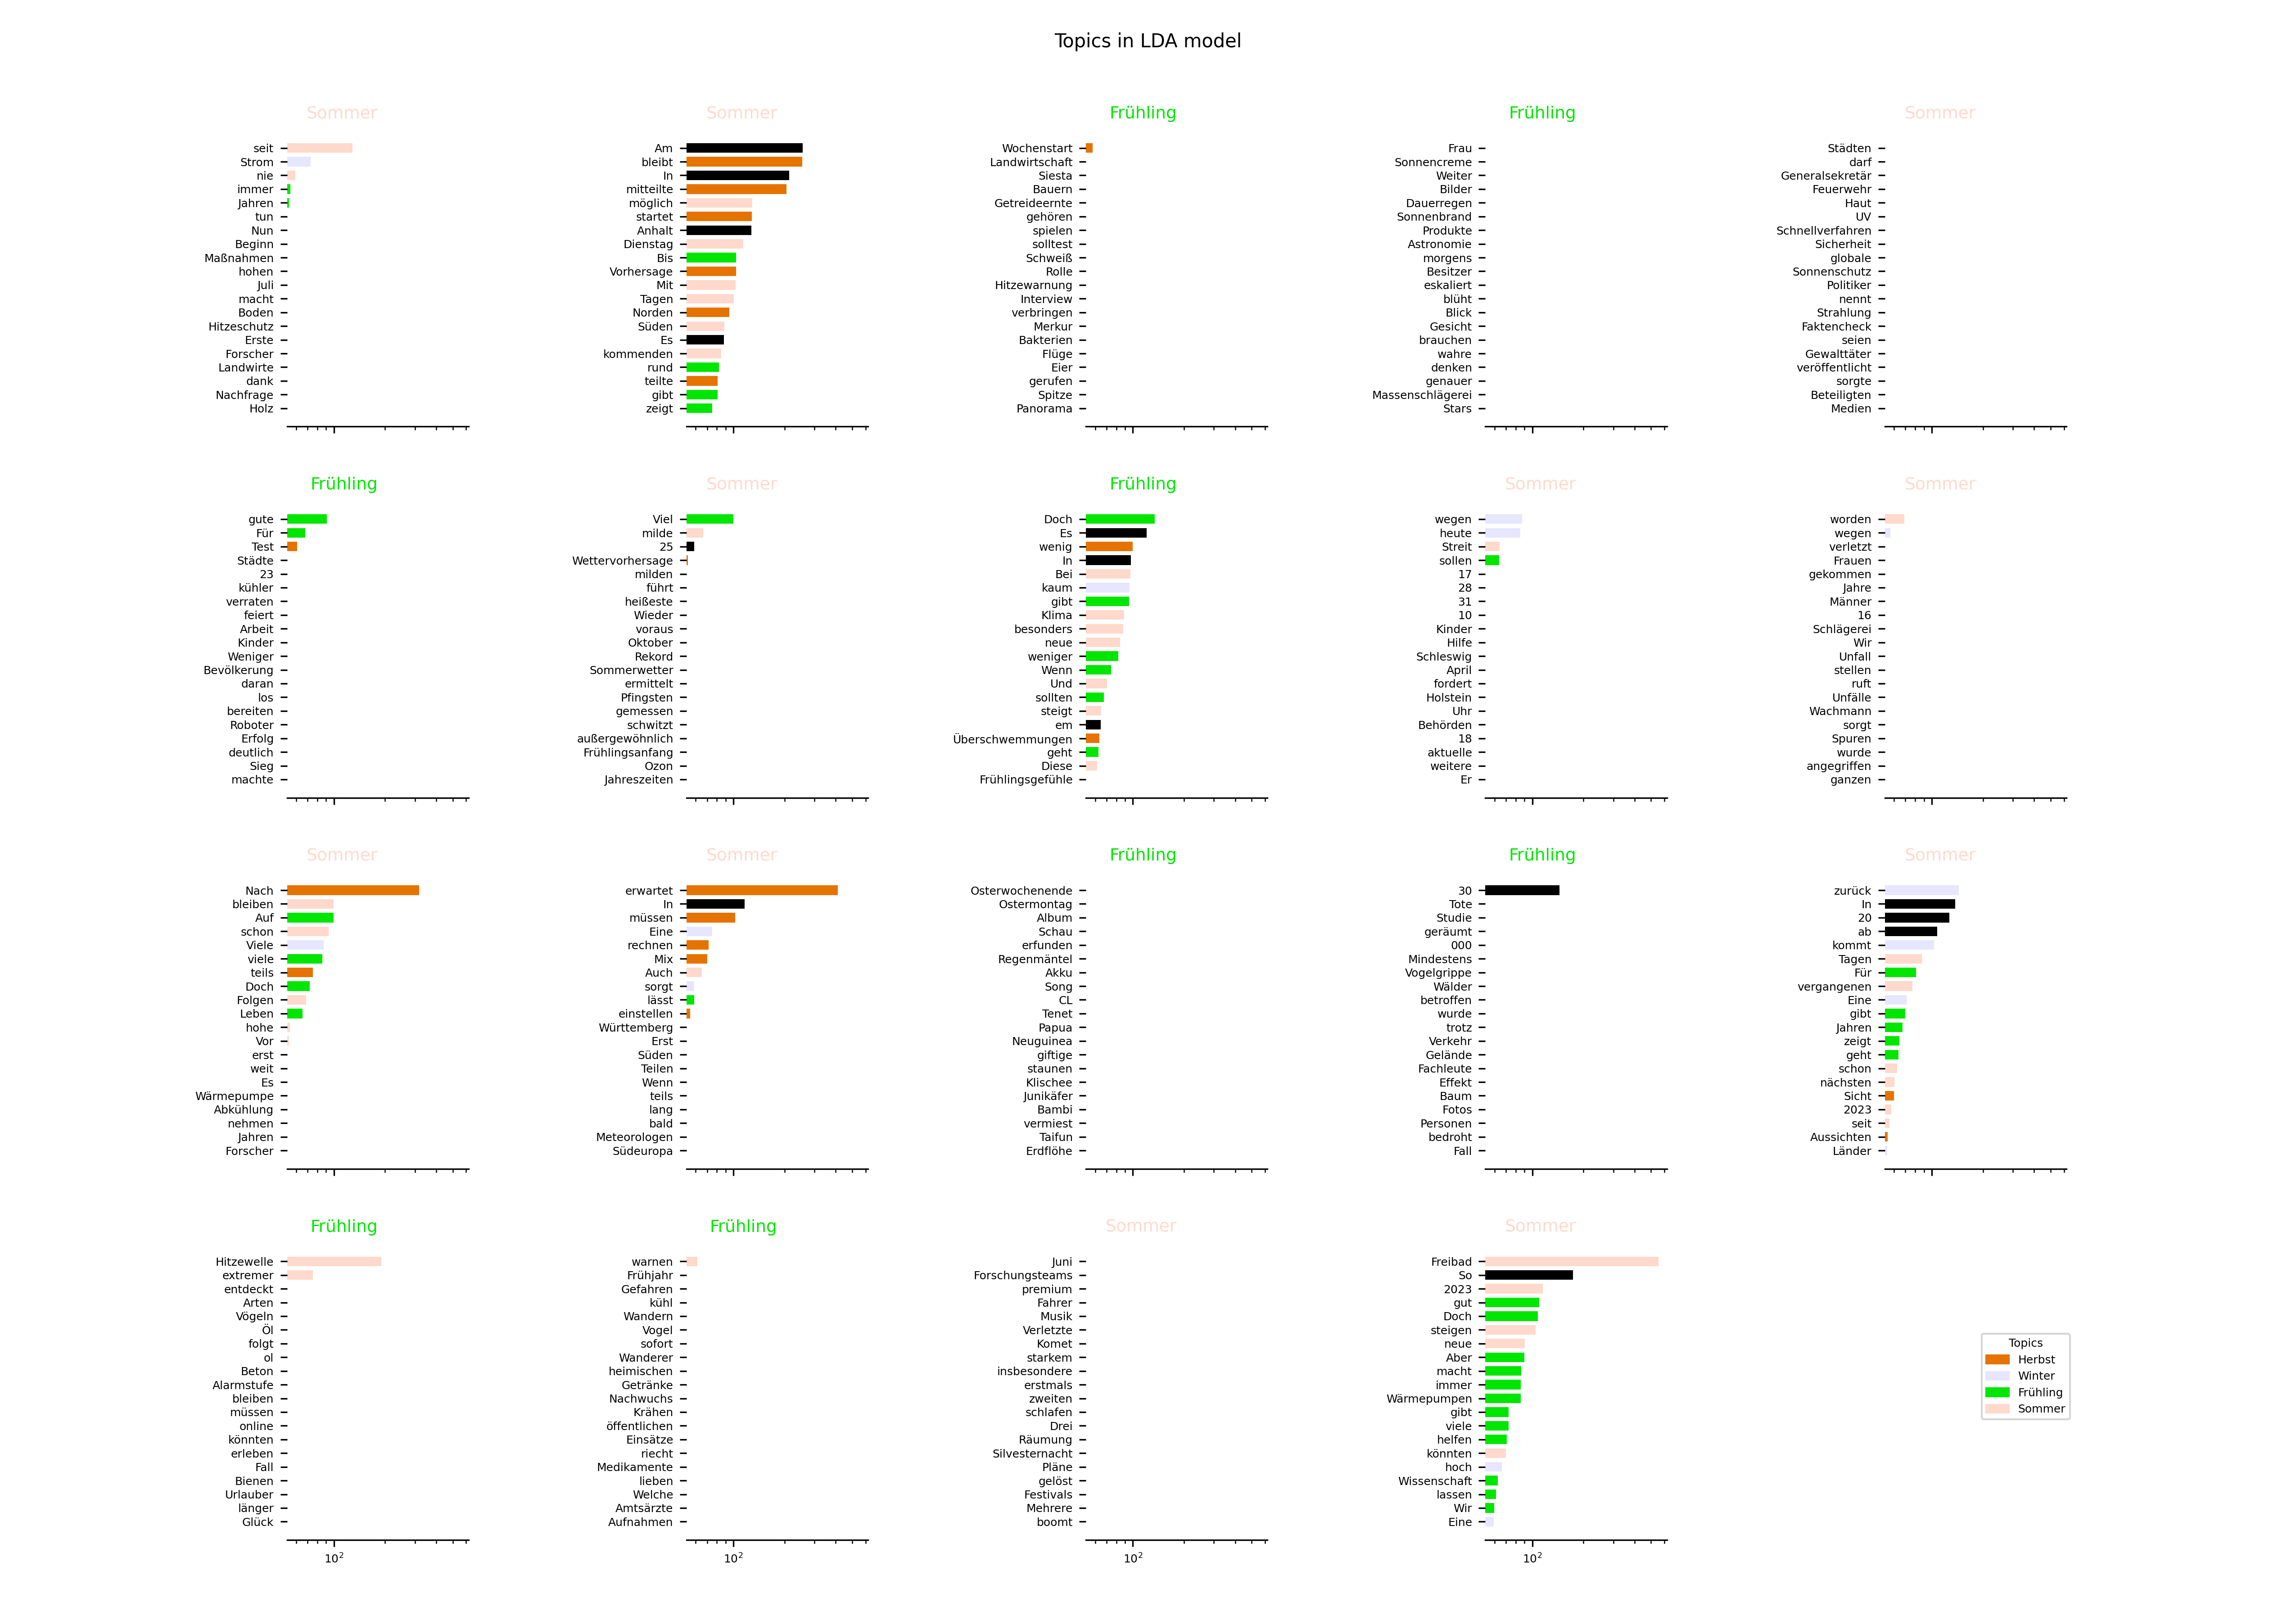 Topics in LDA model
Sommer
seit
Strom
nie
immer
Jahren
tun
Nun
Beginn
Maßnahmen
hohen
Juli
macht
Boden
Hitzeschutz
Erste
Forscher
Landwirte
dank
Nachfrage
Holz
Sommer
Am
bleibt
In
mitteilte
möglich
startet
Anhalt
Dienstag
Bis
Vorhersage
Mit
Tagen
Norden
Süden
Es
kommenden
rund
teilte
gibt
zeigt
Frühling
Wochenstart
Landwirtschaft
Siesta
Bauern
Getreideernte
gehören
spielen
solltest
Schweiß
Rolle
Hitzewarnung
Interview
verbringen
Merkur
Bakterien
Flüge
Eier
gerufen
Spitze
Panorama
Frühling
Frau
Sonnencreme
Weiter
Bilder
Dauerregen
Sonnenbrand
Produkte
Astronomie
morgens
Besitzer
eskaliert
blüht
Blick
Gesicht
brauchen
wahre
denken
genauer
Massenschlägerei
Stars
Sommer
Städten
darf
Generalsekretär
Feuerwehr
Haut
UV
Schnellverfahren
Sicherheit
globale
Sonnenschutz
Politiker
nennt
Strahlung
Faktencheck
seien
Gewalttäter
veröffentlicht
sorgte
Beteiligten
Medien
Frühling
gute
Für
Test
Städte
23
kühler
verraten
feiert
Arbeit
Kinder
Weniger
Bevölkerung
daran
los
bereiten
Roboter
Erfolg
deutlich
Sieg
machte
Sommer
Viel
milde
25
Wettervorhersage
milden
führt
heißeste
Wieder
voraus
Oktober
Rekord
Sommerwetter
ermittelt
Pfingsten
gemessen
schwitzt
außergewöhnlich
Frühlingsanfang
Ozon
Jahreszeiten
Frühling
Doch
Es
wenig
In
Bei
kaum
gibt
Klima
besonders
neue
weniger
Wenn
Und
sollten
steigt
em
Überschwemmungen
geht
Diese
Frühlingsgefühle
Sommer
wegen
heute
Streit
sollen
17
28
31
10
Kinder
Hilfe
Schleswig
April
fordert
Holstein
Uhr
Behörden
18
aktuelle
weitere
Er
Sommer
worden
wegen
verletzt
Frauen
gekommen
Jahre
Männer
16
Schlägerei
Wir
Unfall
stellen
ruft
Unfälle
Wachmann
sorgt
Spuren
wurde
angegriffen
ganzen
Sommer
Nach
bleiben
Auf
schon
Viele
viele
teils
Doch
Folgen
Leben
hohe
Vor
erst
weit
Es
Wärmepumpe
Abkühlung
nehmen
Jahren
Forscher
Sommer
erwartet
In
müssen
Eine
rechnen
Mix
Auch
sorgt
lässt
einstellen
Württemberg
Erst
Süden
Teilen
Wenn
teils
lang
bald
Meteorologen
Südeuropa
Frühling
Osterwochenende
Ostermontag
Album
Schau
erfunden
Regenmäntel
Akku
Song
CL
Tenet
Papua
Neuguinea
giftige
staunen
Klischee
Junikäfer
Bambi
vermiest
Taifun
Erdflöhe
Frühling
30
Tote
Studie
geräumt
000
Mindestens
Vogelgrippe
Wälder
betroffen
wurde
trotz
Verkehr
Gelände
Fachleute
Effekt
Baum
Fotos
Personen
bedroht
Fall
Sommer
zurück
In
20
ab
kommt
Tagen
Für
vergangenen
Eine
gibt
Jahren
zeigt
geht
schon
nächsten
Sicht
2023
seit
Aussichten
Länder
Frühling
Hitzewelle
extremer
entdeckt
Arten
Vögeln
Öl
folgt
ol
Beton
Alarmstufe
bleiben
müssen
online
könnten
erleben
Fall
Bienen
Urlauber
länger
Glück
10²
Frühling
warnen
Frühjahr
Gefahren
kühl
Wandern
Vogel
sofort
Wanderer
heimischen
Getränke
Nachwuchs
Krähen
öffentlichen
Einsätze
riecht
Medikamente
lieben
Welche
Amtsärzte
Aufnahmen
10²
Sommer
Juni
Forschungsteams
premium
Fahrer
Musik
Verletzte
Komet
starkem
insbesondere
erstmals
zweiten
schlafen
Drei
Räumung
Silvesternacht
Pläne
gelöst
Festivals
Mehrere
boomt
10²
Sommer
Freibad
So
2023
gut
Doch
steigen
neue
Aber
macht
immer
Wärmepumpen
gibt
viele
helfen
könnten
hoch
Wissenschaft
lassen
Wir
Eine
10²
Topics
Herbst
Winter
Frühling
Sommer